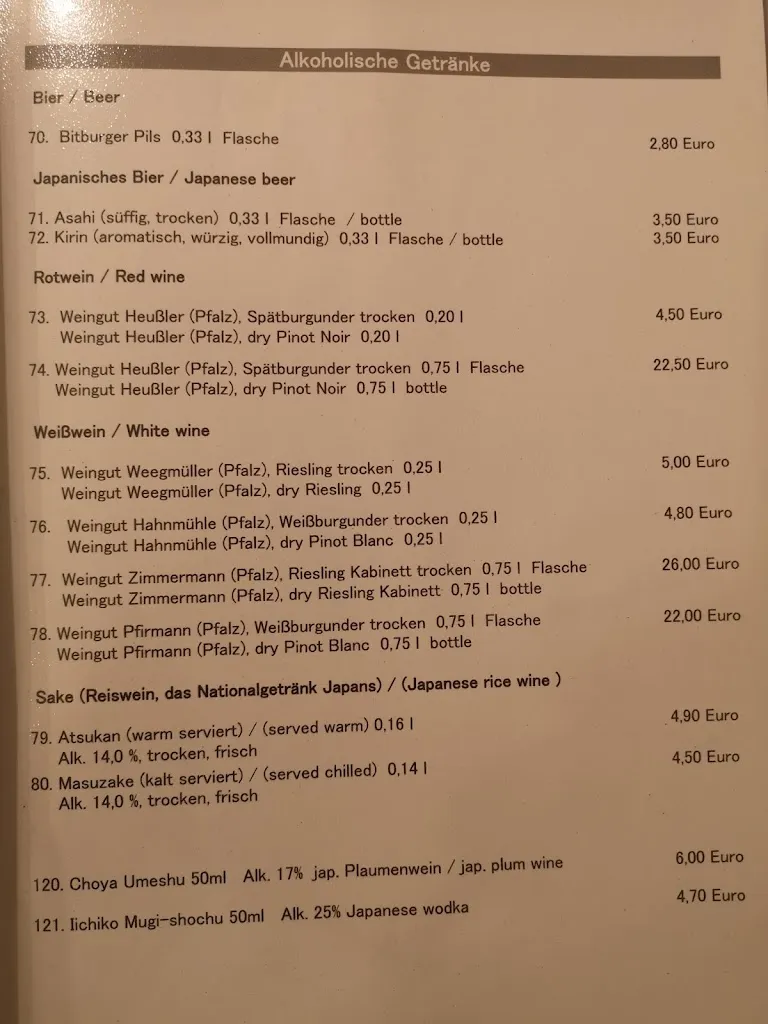 Alkoholische Getränke
Bier / Beer
70. Bitburger Pils 0,33 l Flasche 2,80 Euro
Japanisches Bier / Japanese beer
71. Asahi (süffig, trocken) 0,33 l Flasche / bottle 3,50 Euro
72. Kirin (aromatisch, würzig, vollmundig) 0,33 l Flasche / bottle 3,50 Euro
Rotwein / Red wine
73. Weingut Heußler (Pfalz), Spätburgunder trocken 0,20 l 4,50 Euro
Weingut Heußler (Pfalz), dry Pinot Noir 0,20 l
74. Weingut Heußler (Pfalz), Spätburgunder trocken 0,75 l Flasche 22,50 Euro
Weingut Heußler (Pfalz), dry Pinot Noir 0,75 l bottle
Weißwein / White wine
75. Weingut Weegmüller (Pfalz), Riesling trocken 0,25 l 5,00 Euro
Weingut Weegmüller (Pfalz), dry Riesling 0,25 l
76. Weingut Hahnmühle (Pfalz), Weißburgunder trocken 0,25 l 4,80 Euro
Weingut Hahnmühle (Pfalz), dry Pinot Blanc 0,25 l
77. Weingut Zimmermann (Pfalz), Riesling Kabinett trocken 0,75 l Flasche 26,00 Euro
Weingut Zimmermann (Pfalz), dry Riesling Kabinett 0,75 l bottle
78. Weingut Pfirmann (Pfalz), Weißburgunder trocken 0,75 l Flasche 22,00 Euro
Weingut Pfirmann (Pfalz), dry Pinot Blanc 0,75 l bottle
Sake (Reiswein, das Nationalgetränk Japans) / (Japanese rice wine )
79. Atsukan (warm serviert) / (served warm) 0,16 l 4,90 Euro
Alk. 14,0 %, trocken, frisch
80. Masuzake (kalt serviert) / (served chilled) 0,14 l 4,50 Euro
Alk. 14,0 %, trocken, frisch
120. Choya Umeshu 50ml Alk. 17% jap. Plaumenwein / jap. plum wine 6,00 Euro
121. Iichiko Mugi-shochu 50ml Alk. 25% Japanese wodka 4,70 Euro